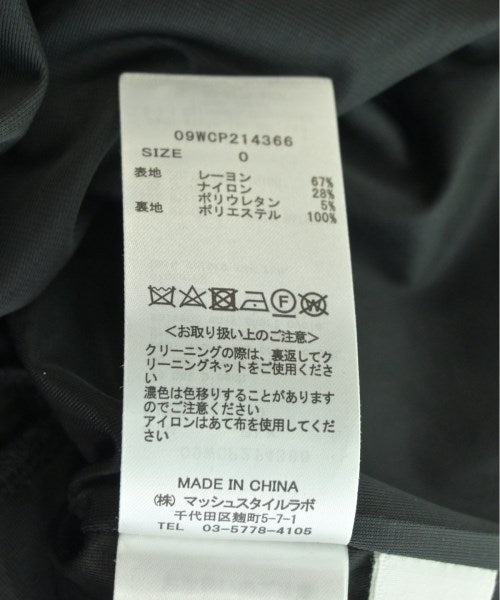 09WCP214366
SIZE 0
表地 レーヨン 67%
ナイロン 28%
ポリウレタン 5%
裏地 ポリエステル 100%
F W
<お取り扱い上のご注意>
クリーニングの際は、裏返してク
リーニングネットをご使用くださ
い
濃色は色移りすることがあります
のでご注意ください
アイロンはあて布を使用してくだ
さい
MADE IN CHINA
(株) マッシュスタイルラボ
千代田区麹町5-7-1
TEL 03-5778-4105